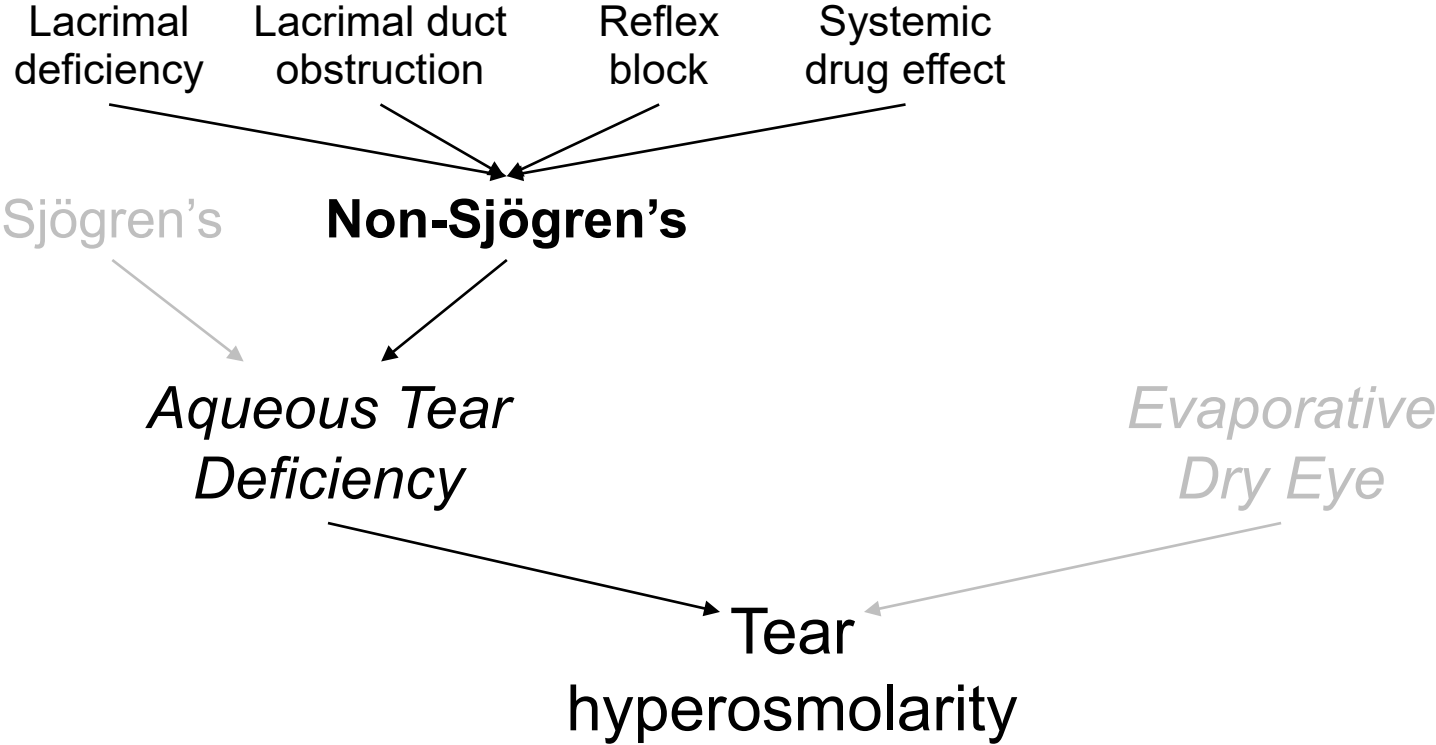 Lacrimal deficiency
Lacrimal duct obstruction
Reflex block
Systemic drug effect
Sjögren’s
Non-Sjögren’s
Aqueous Tear
Deficiency
Evaporative
Dry Eye
Tear
hyperosmolarity